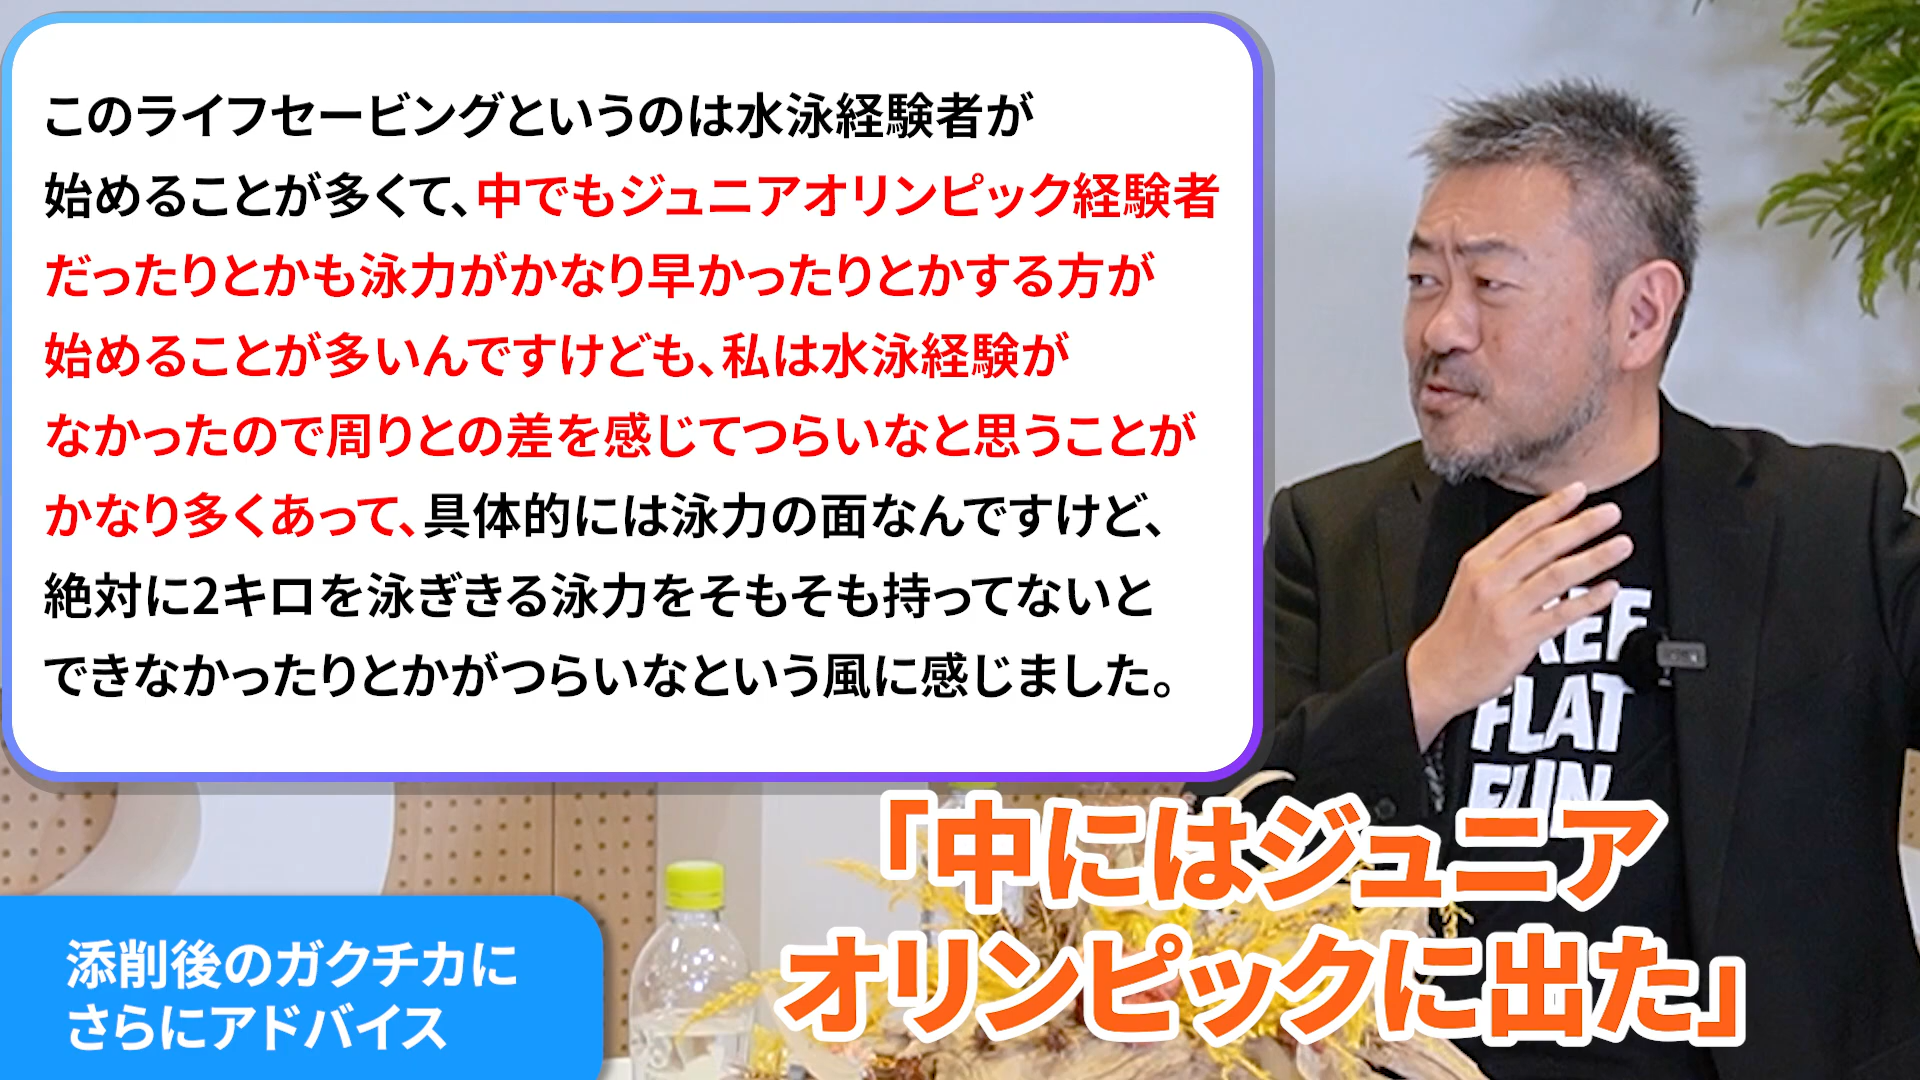 このライフセービングというのは水泳経験者が
始めることが多くて、中でもジュニアオリンピック経験者
だったりとかも泳力がかなり早かったりとかする方が
始めることが多いんですけども、私は水泳経験が
なかったので周りとの差を感じてつらいなと思うことが
かなり多くあって、具体的には泳力の面なんですけど、
絶対に2キロを泳ぎきる泳力をそもそも持ってないと
できなかったりとかがつらいなという風に感じました。
FLAT
FUN
「中にはジュニア
オリンピックに出た」
添削後のガクチカに
さらにアドバイス